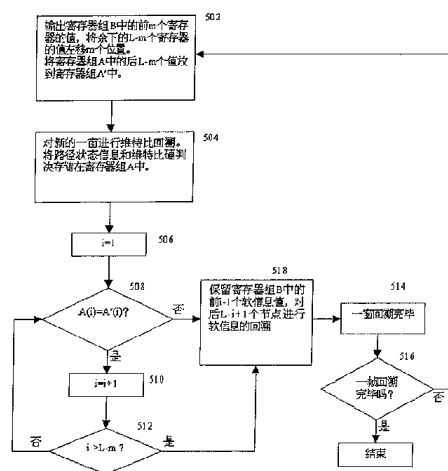 502
输出寄存器组B中的前m个寄存
器的值，将余下的L-m个寄存器
的值左移m个位置。
将寄存器组A中的后L-m个值放
到寄存器组A'中。
504
对新的一窗进行维特比回溯。
将路径状态信息和维特比硬判
决存储在寄存器组A中。
i=1
506
508
A(i)=A'(i)?
否
是
i=i+1
510
512
i >L-m ?
否
是
518
保留寄存器组B中的
前i-1个软信息值，对
后L-i+1个节点进行
软信息的回溯
514
一窗回溯完毕
516
一帧回溯
完毕吗?
否
是
结束